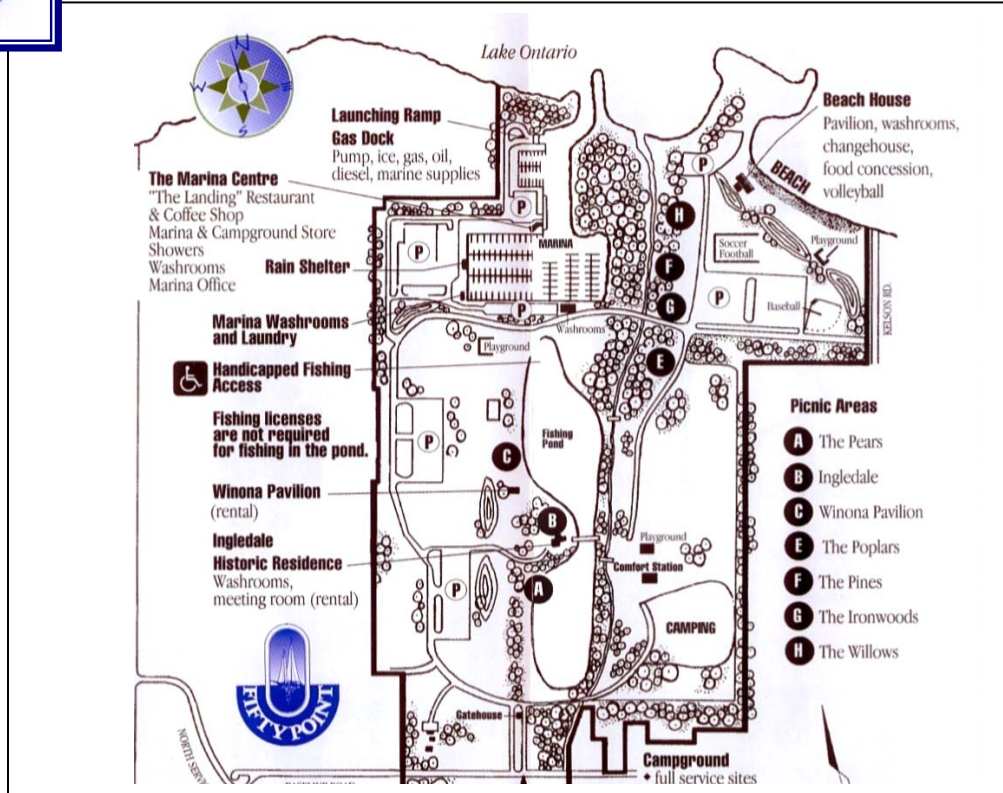 N
W
E
S
Lake Ontario
Launching Ramp
Gas Dock
Pump, ice, gas, oil,
diesel, marine supplies
The Marina Centre
"The Landing" Restaurant
& Coffee Shop
Marina & Campground Store
Showers
Washrooms
Marina Office
Rain Shelter
Marina Washrooms
and Laundry
Handicapped Fishing
Access
Fishing licenses
are not required
for fishing in the pond.
Winona Pavilion
(rental)
Ingledale
Historic Residence
Washrooms,
meeting room (rental)
FIFTY POINT
NORTH
Beach House
Pavilion, washrooms,
changehouse,
food concession,
volleyball
BEACH
P
H
P
MARINA
P
Soccer
Football
Playground
F
P
Baseball
G
P
Washrooms
KELSON RD.
Playground
E
Fishing
Pond
P
C
B
Playground
Comfort Station
P
A
CAMPING
Gatehouse
Picnic Areas
A The Pears
B Ingledale
C Winona Pavilion
E The Poplars
F The Pines
G The Ironwoods
H The Willows
Campground
♦ full service sites